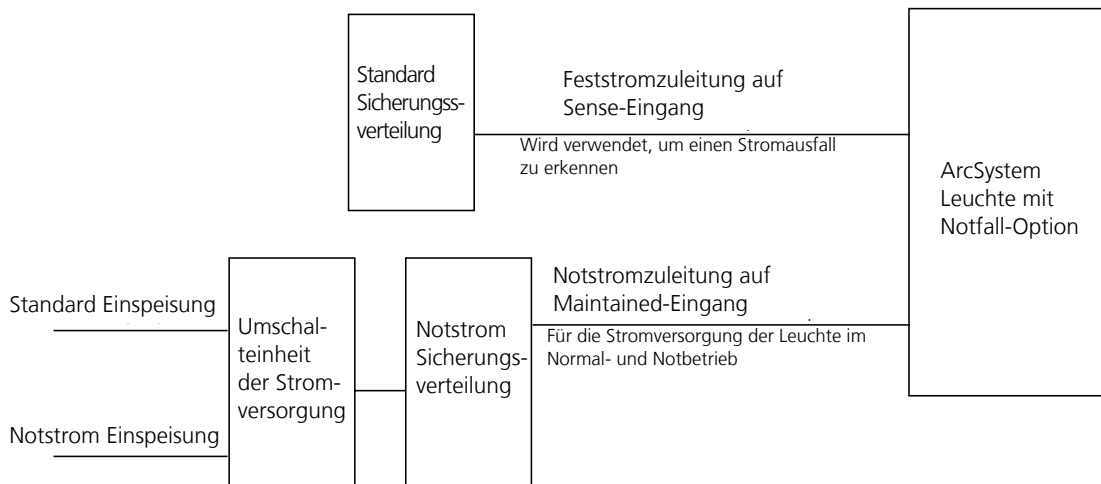 Standard
Sicherungss-
verteilung
Feststromzuleitung auf
Sense-Eingang
Wird verwendet, um einen Stromausfall
zu erkennen
ArcSystem
Leuchte mit
Notfall-Option
Standard Einspeisung
Notstrom Einspeisung
Umschal-
teinheit
der Strom-
versorgung
Notstrom
Sicherungs-
verteilung
Notstromzuleitung auf
Maintained-Eingang
Für die Stromversorgung der Leuchte im
Normal- und Notbetrieb